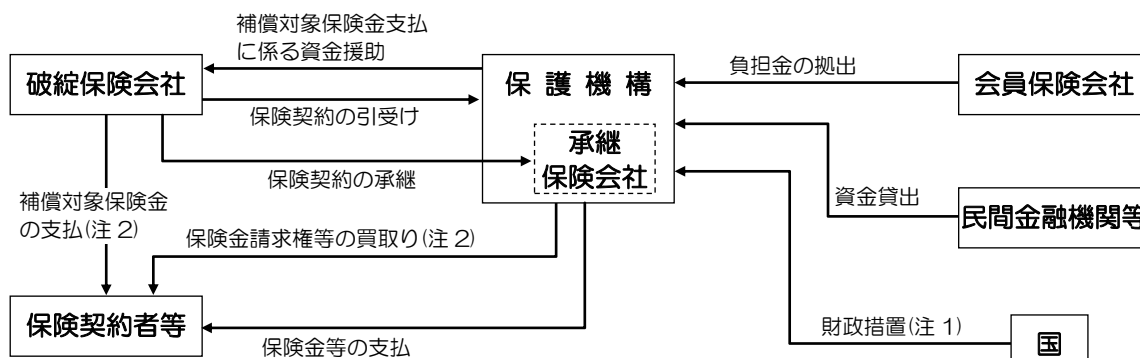 補償対象保険金支払
に係る資金援助
破綻保険会社
保険契約の引受け
保険契約の承継
保護機構
承継
保険会社
負担金の拠出
会員保険会社
資金貸出
民間金融機関等
補償対象保険金
の支払(注 2)
保険金請求権等の買取り(注 2)
保険契約者等
保険金等の支払
財政措置(注 1)
国